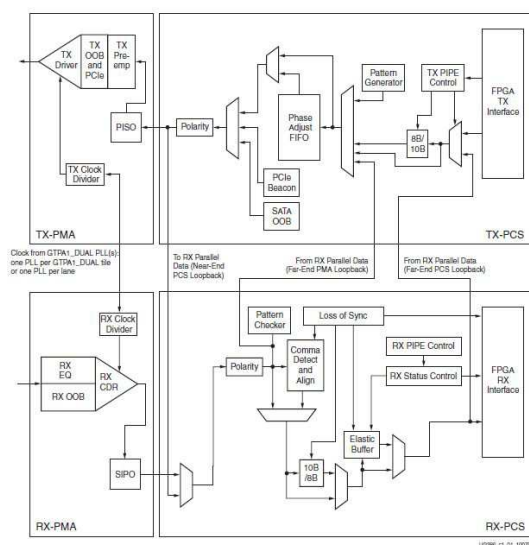 TX
Driver
TX
OOB
and
PCIe
TX
Pre-
emp
PISO
TX Clock
Divider
TX-PMA
Polarity
Phase
Adjust
FIFO
PCIe
Beacon
SATA
OOB
Pattern
Generator
TX PIPE
Control
8B/
10B
FPGA
TX
Interface
TX-PCS
Clock from GTPA1_DUAL PLL(s):
one PLL per GTPA1_DUAL tile
or one PLL per lane
To RX Parallel
Data (Near-End
PCS Loopback)
From RX Parallel Data
(Far-End PMA Loopback)
From RX Parallel Data
(Far-End PCS Loopback)
RX Clock
Divider
RX
EQ
RX OOB
RX
CDR
SIPO
RX-PMA
Pattern
Checker
Polarity
Comma
Detect
and
Align
Loss of Sync
RX PIPE Control
RX Status Control
10B
/8B
Elastic
Buffer
FPGA
RX
Interface
RX-PCS